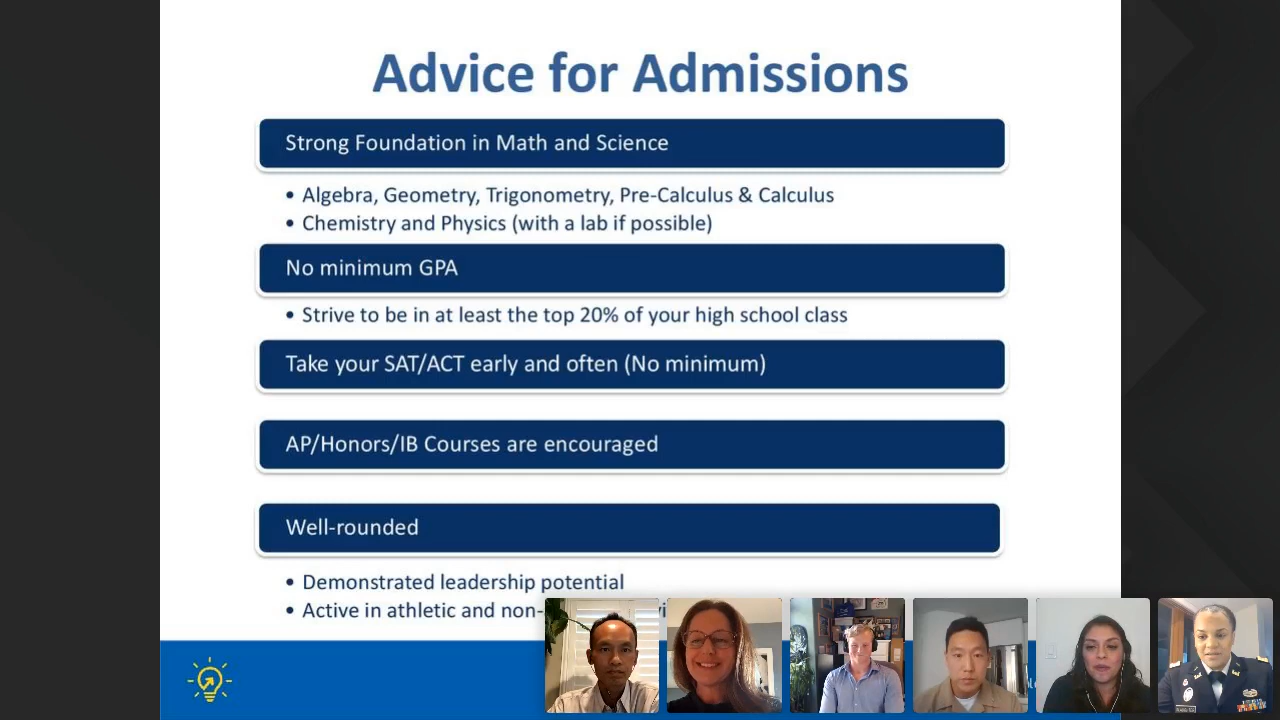 Advice for Admissions
Strong Foundation in Math and Science
• Algebra, Geometry, Trigonometry, Pre-Calculus & Calculus
• Chemistry and Physics (with a lab if possible)
No minimum GPA
• Strive to be in at least the top 20% of your high school class
Take your SAT/ACT early and often (No minimum)
AP/Honors/IB Courses are encouraged
Well-rounded
• Demonstrated leadership potential
• Active in athletic and non-